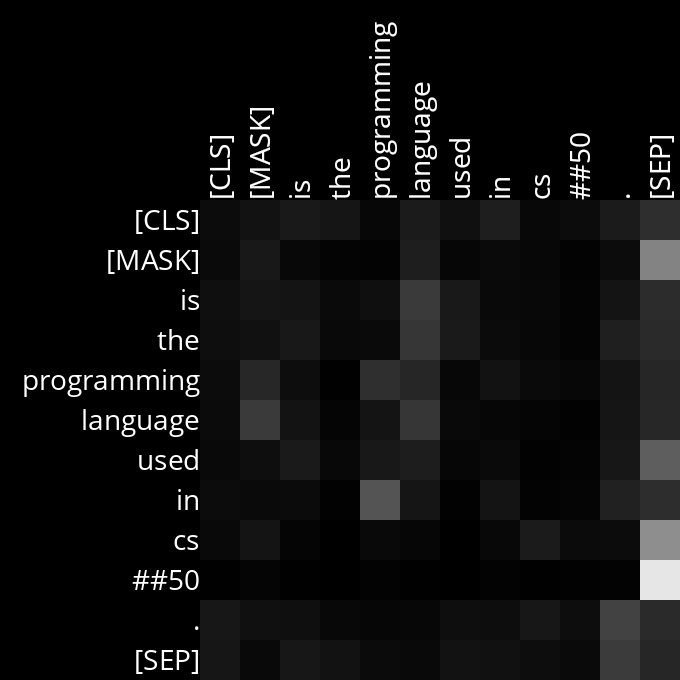 [CLS] [MASK] is the programming language used in cs ##50 . [SEP]
[CLS]
[MASK]
is
the
programming
language
used
in
cs
##50
.
[SEP]